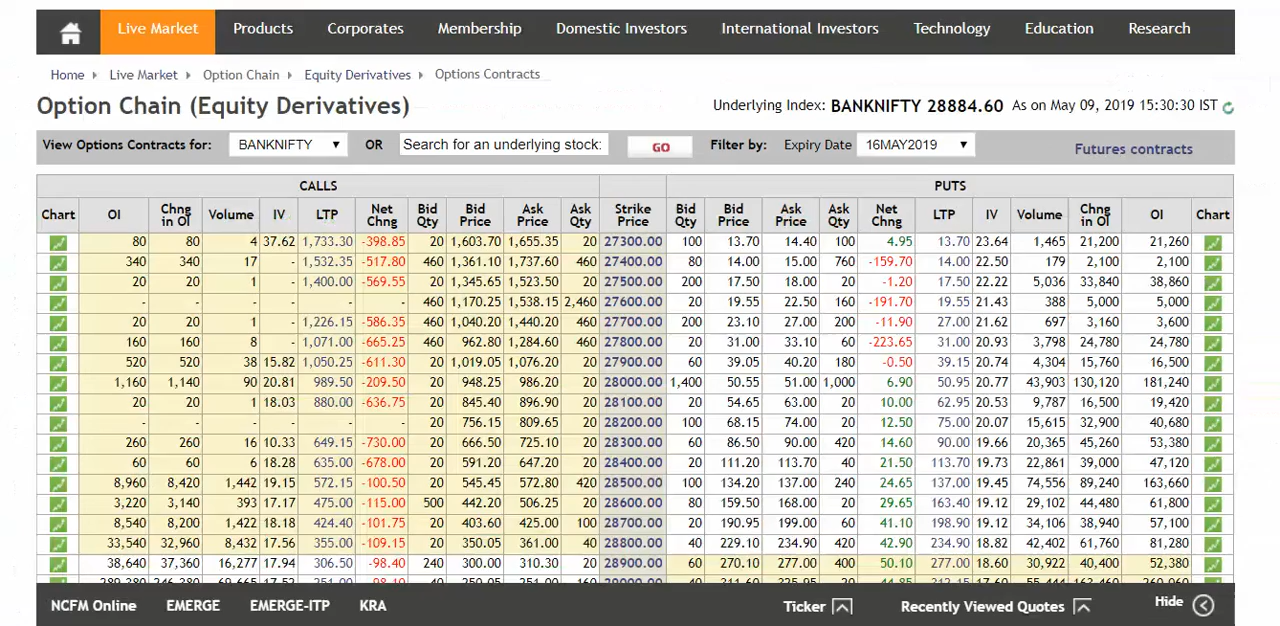 Live Market Products Corporates Membership Domestic Investors International Investors Technology Education Research
Home Live Market Option Chain Equity Derivatives Options Contracts
Option Chain (Equity Derivatives) Underlying Index: BANKNIFTY 28884.60 As on May 09, 2019 15:30:30 IST
View Options Contracts for: BANKNIFTY OR Search for an underlying stock: GO Filter by: Expiry Date 16MAY2019 Futures contracts
CALLS PUTS
Chart OI Chng in OI Volume IV LTP Net Chng Bid Qty Bid Price Ask Price Ask Qty Strike Price Bid Qty Bid Price Ask Price Ask Qty Net Chng LTP IV Volume Chng in OI OI Chart
80 80 4 37.62 1,733.30 -398.85 20 1,603.70 1,655.35 20 27300.00 100 13.70 14.40 100 4.95 13.70 23.64 1,465 21,200 21,260
340 340 17 - 1,532.35 -517.80 460 1,361.10 1,737.60 460 27400.00 80 14.00 15.00 760 -159.70 14.00 22.50 179 2,100 2,100
20 20 1 - 1,400.00 -569.55 20 1,345.65 1,523.50 20 27500.00 200 17.50 18.00 20 -1.20 17.50 22.22 5,036 33,840 38,860
- - - - - - 460 1,170.25 1,538.15 2,460 27600.00 20 19.55 22.50 160 -191.70 19.55 21.43 388 5,000 5,000
20 20 1 - 1,226.15 -586.35 460 1,040.20 1,440.20 460 27700.00 200 23.10 27.00 200 -11.90 27.00 21.62 697 3,160 3,600
160 160 8 - 1,071.00 -665.25 460 962.80 1,284.60 460 27800.00 20 31.00 33.10 60 -223.65 31.00 20.93 3,798 24,780 24,780
520 520 38 15.82 1,050.25 -611.30 20 1,019.05 1,076.20 20 27900.00 60 39.05 40.20 180 -0.50 39.15 20.74 4,304 15,760 16,500
1,160 1,140 90 20.81 989.50 -209.50 20 948.25 986.20 20 28000.00 1,400 50.55 51.00 1,000 6.90 50.95 20.77 43,903 130,120 181,240
20 20 1 18.03 880.00 -636.75 20 845.40 896.90 20 28100.00 20 54.65 63.00 20 10.00 62.95 20.53 9,787 16,500 19,420
- - - - - - 20 756.15 809.65 20 28200.00 100 68.15 74.00 20 12.50 75.00 20.07 15,615 32,900 40,680
260 260 16 10.33 649.15 -730.00 20 666.50 725.10 20 28300.00 60 86.50 90.00 420 14.60 90.00 19.66 20,365 45,260 53,380
60 60 6 18.28 635.00 -678.00 20 591.20 647.20 20 28400.00 20 111.20 113.70 40 21.50 113.70 19.73 22,861 39,000 47,120
8,960 8,420 1,442 19.15 572.15 -100.50 20 545.45 572.80 420 28500.00 100 134.20 137.00 240 24.65 137.00 19.45 74,556 89,240 163,660
3,220 3,140 393 17.17 475.00 -115.00 500 442.20 506.25 20 28600.00 80 159.50 168.00 20 29.65 163.40 19.12 29,102 44,480 61,800
8,540 8,200 1,422 18.18 424.40 -101.75 20 403.60 425.00 100 28700.00 20 190.95 199.00 60 41.10 198.90 19.12 34,106 38,940 57,100
33,540 32,960 8,432 17.56 355.00 -109.15 20 350.05 361.00 40 28800.00 40 229.10 234.90 420 42.90 234.90 18.82 42,402 61,760 81,280
38,640 37,360 16,277 17.94 306.50 -98.40 240 300.00 310.30 20 28900.00 60 270.10 277.00 400 50.10 277.00 18.60 30,922 40,400 52,380
NCFM Online EMERGE EMERGE-ITP KRA Ticker Recently Viewed Quotes Hide